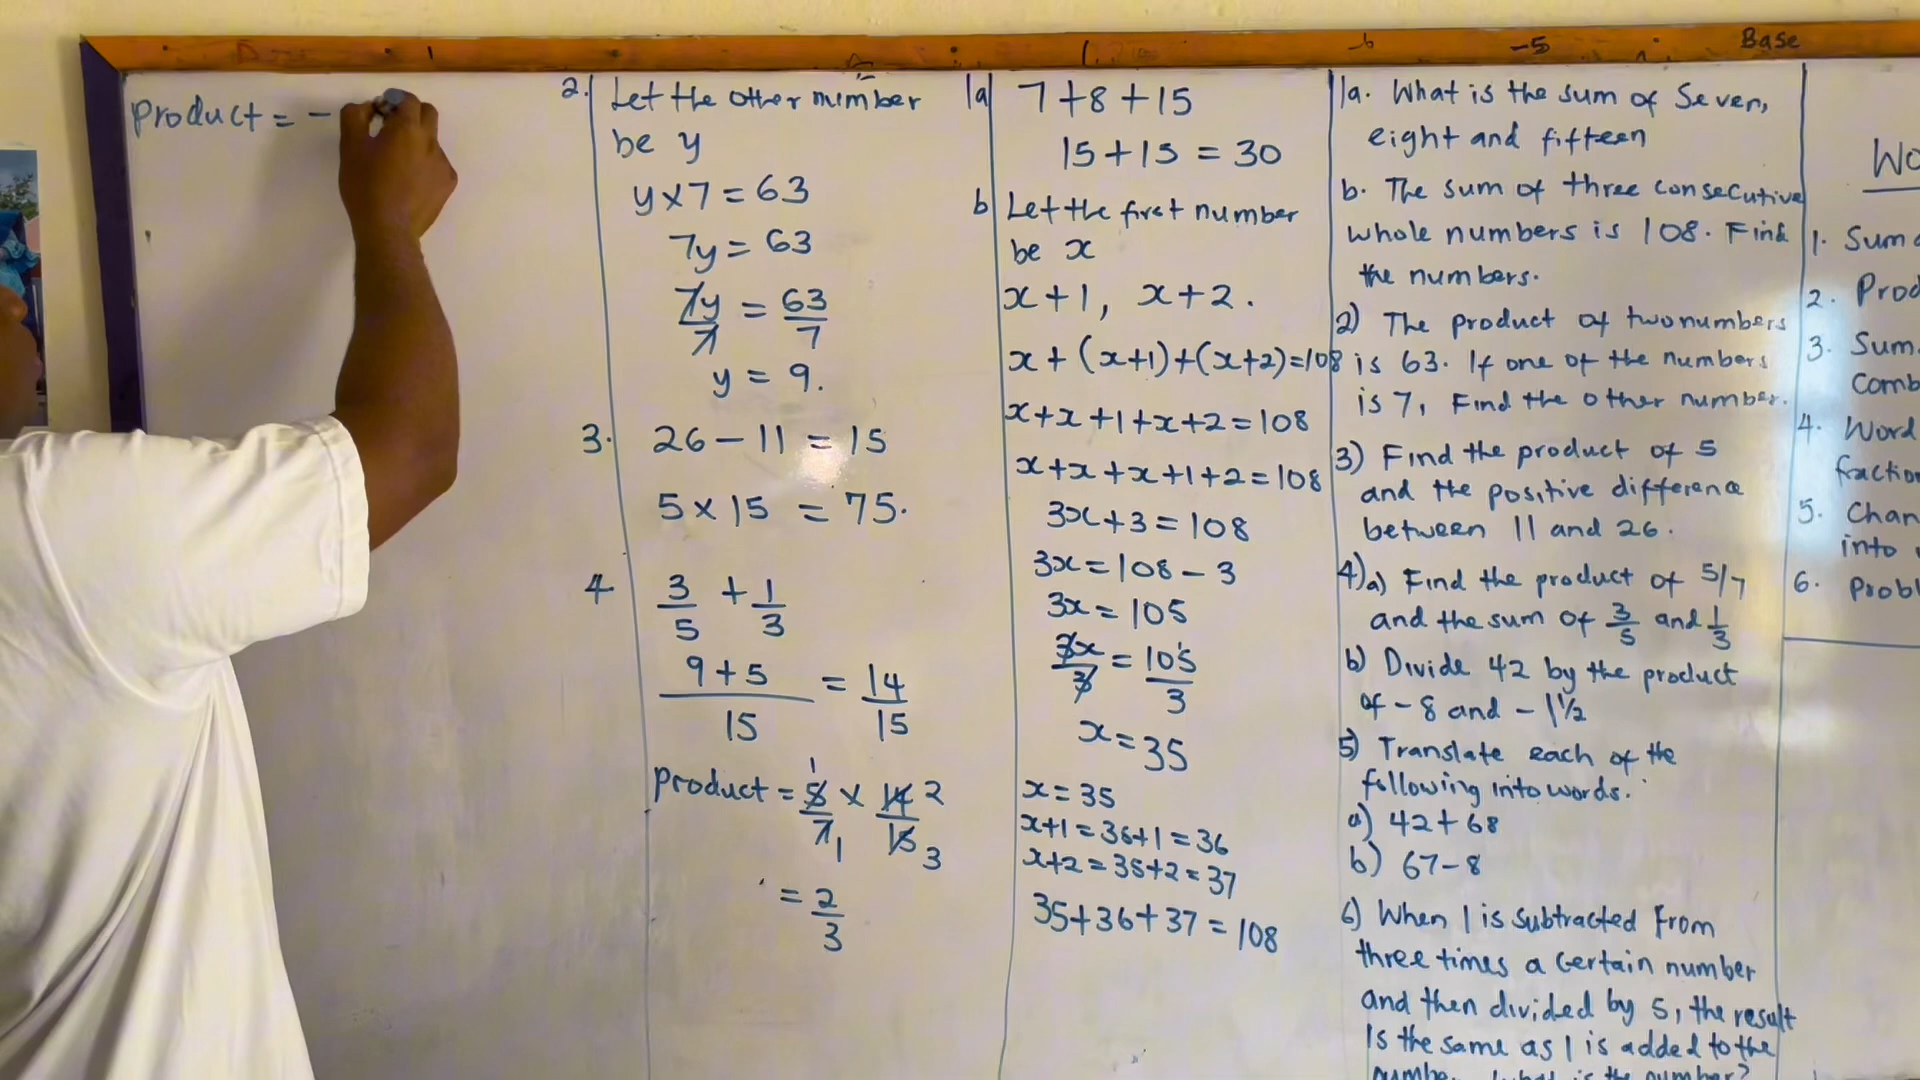 -6
-5
Base
Product = -
2. Let the other number
be y
y×7 = 63
7y = 63
7y/7 = 63/7
y = 9.
3. 26 - 11 = 15
5 × 15 = 75.
4 3/5 + 1/3
9+5/15 = 14/15
Product = 5/7 × 14/15 1 1 2 3
= 2/3
1a 7+8+15
15+15 = 30
b Let the first number
be x
x+1, x+2.
x + (x+1)+(x+2)=108
x+x+1+x+2=108
x+x+x+1+2=108
3x+3=108
3x=108-3
3x=105
3x/3 = 105/3
x=35
x=35
x+1=35+1=36
x+2=35+2=37
35+36+37=108
1a. What is the sum of Seven,
eight and fifteen
b. The sum of three consecutive
whole numbers is 108. Find
the numbers.
2) The product of two numbers
is 63. If one of the numbers
is 7, Find the other number.
3) Find the product of 5
and the positive difference
between 11 and 26.
4)a) Find the product of 5/7
and the sum of 3/5 and 1/3
b) Divide 42 by the product
of -8 and -1 1/2
5) Translate each of the
following into words.
a) 42+68
b) 67-8
6) When 1 is subtracted From
three times a certain number
and then divided by 5, the result
Is the same as 1 is added to the
is the number?
1. Sum
2. Prod
3. Sum
Comb
4. Word
fraction
5. Chan
into
6. Probl